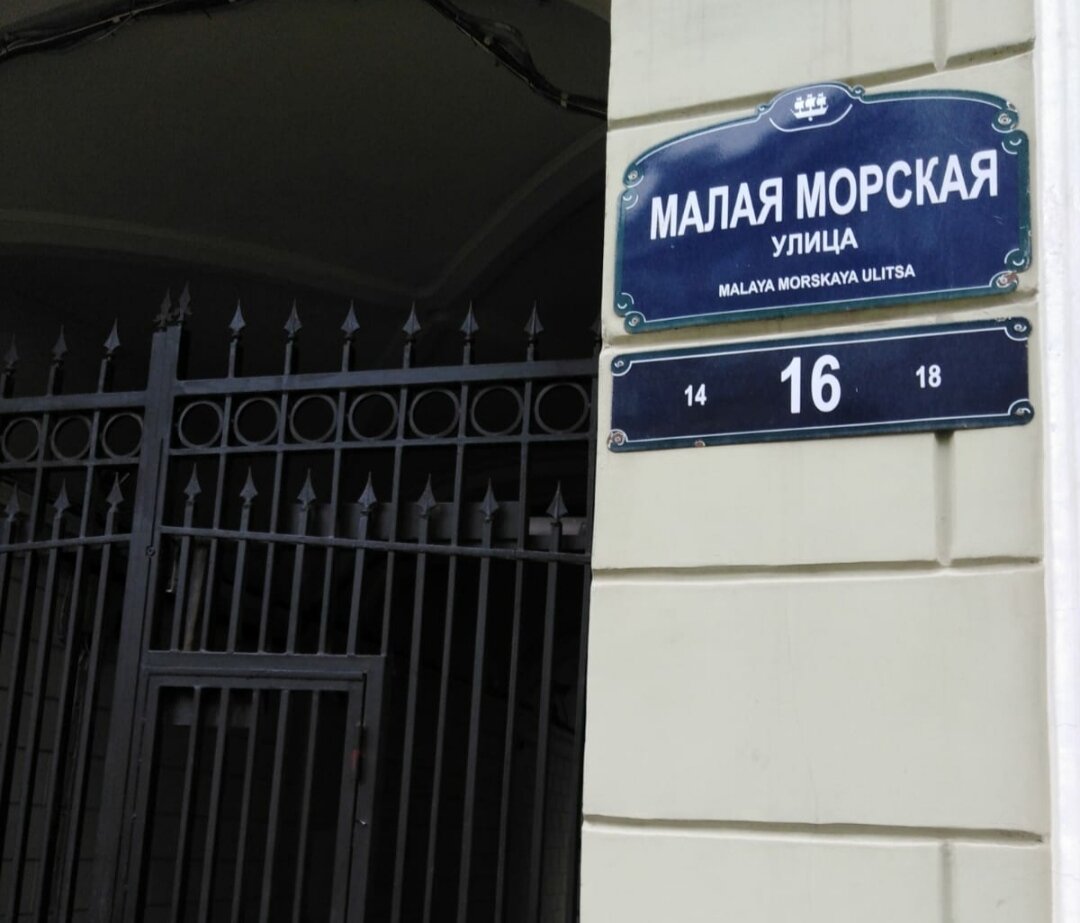 МАЛАЯ МОРСКАЯ
УЛИЦА
MALAYA MORSKAYA ULITSA
14 16 18